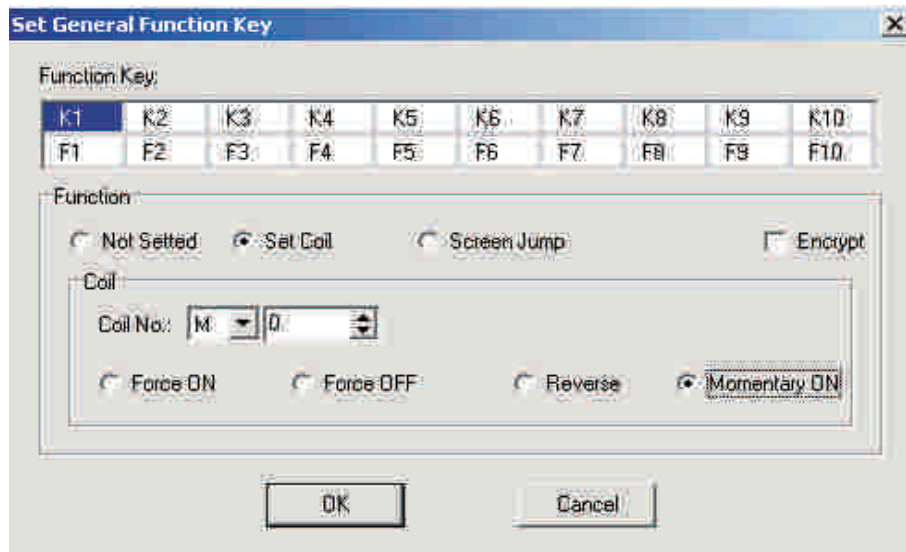 Set General Function Key
Function Key:
K1 K2 K3 K4 K5 K6 K7 K8 K9 K10
F1 F2 F3 F4 F5 F6 F7 F8 F9 F10
Function
Not Setted Set Coil Screen Jump Encrypt
Coil
Coil No.: M 0
Force ON Force OFF Reverse Momentary ON
OK Cancel